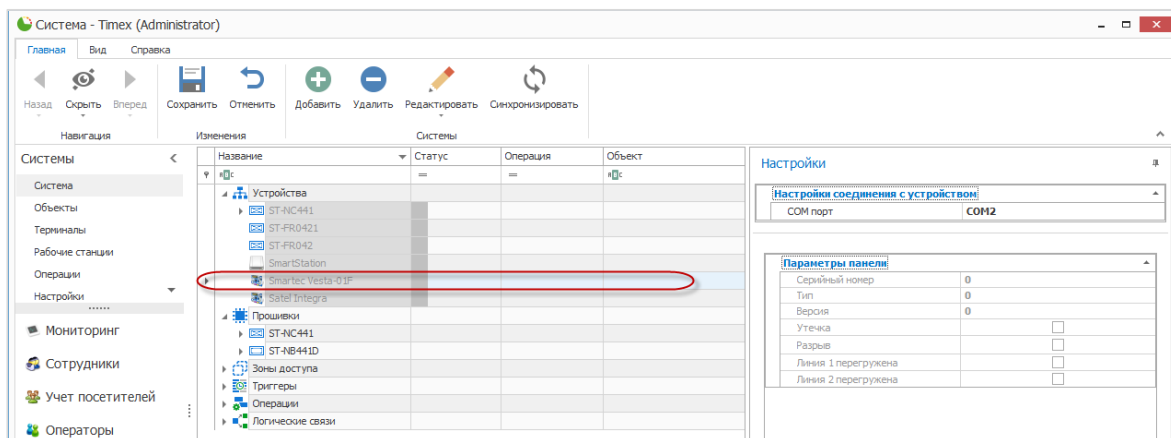 Система - Timex (Administrator)
Главная Вид Справка
Назад Скрыть Вперед Сохранить Отменить Добавить Удалить Редактировать Синхронизировать
Навигация Изменения Системы
Системы
Система
Объекты
Терминалы
Рабочие станции
Операции
Настройки
Мониторинг
Сотрудники
Учет посетителей
Операторы
Название Статус Операция Объект
= =
Устройства
ST-NC441
ST-FR0421
ST-FR042
SmartStation
Smartec Vesta-01F
Satel Integra
Прошивки
ST-NC441
ST-NB441D
Зоны доступа
Триггеры
Операции
Логические связи
Настройки
Настройки соединения с устройством
COM порт COM2
Параметры панели
Серийный номер 0
Тип 0
Версия 0
Утечка
Разрыв
Линия 1 перегружена
Линия 2 перегружена